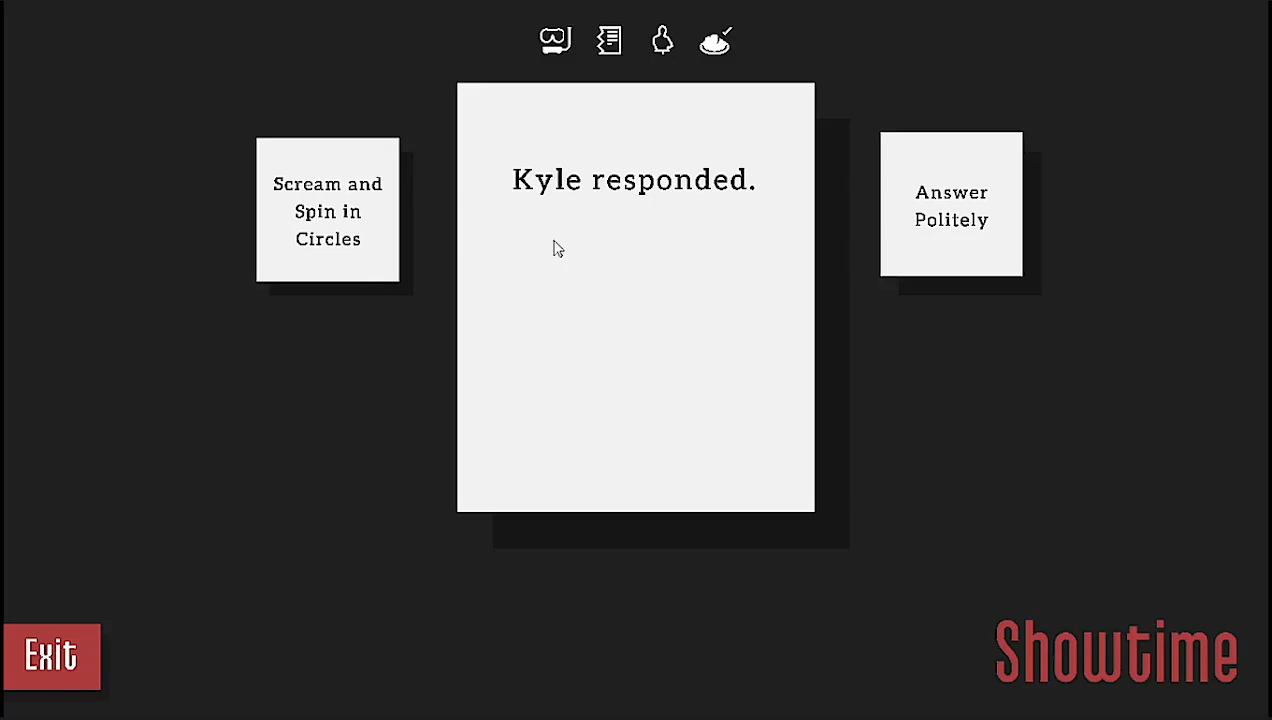 Scream and
Spin in
Circles
Kyle responded.
Answer
Politely
Exit
Showtime